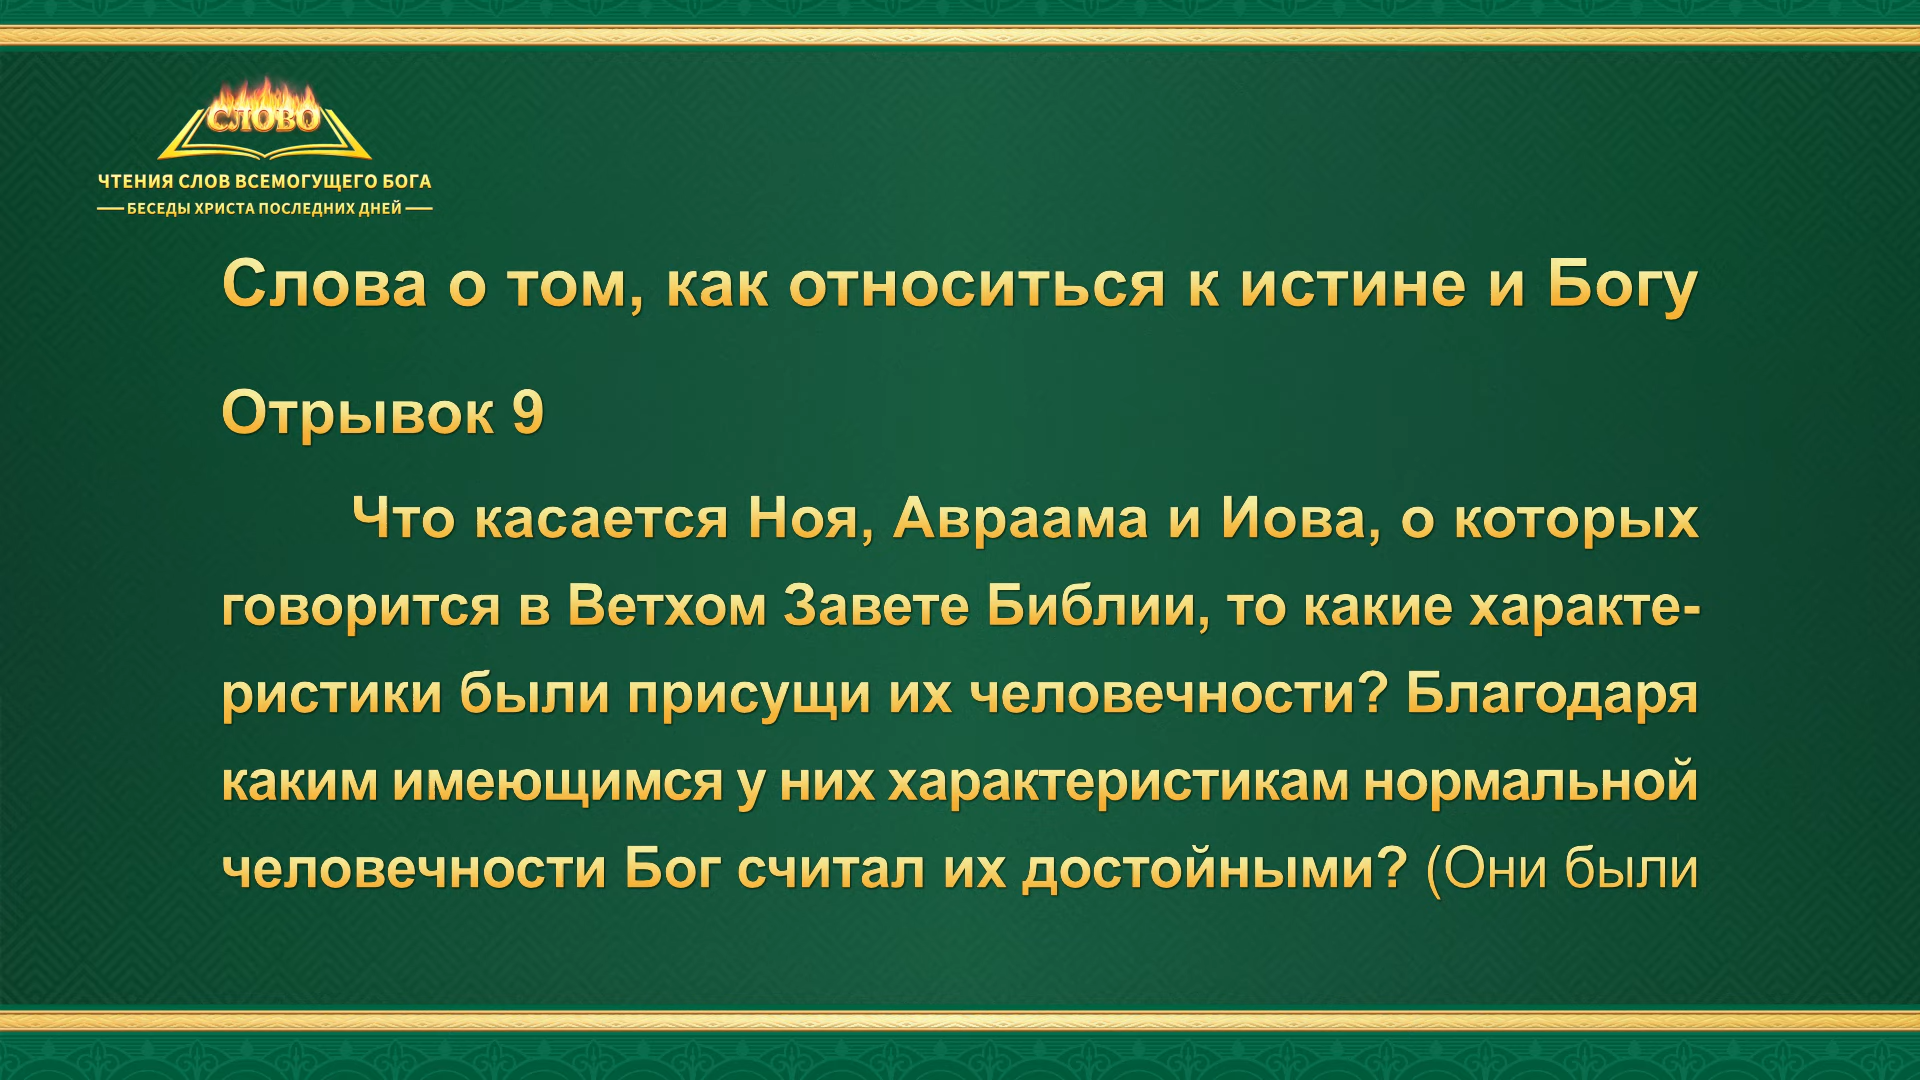 СЛОВО
ЧТЕНИЯ СЛОВ ВСЕМОГУЩЕГО БОГА
БЕСЕДЫ ХРИСТА ПОСЛЕДНИХ ДНЕЙ
Слова о том, как относиться к истине и Богу
Отрывок 9
Что касается Ноя, Авраама и Иова, о которых
говорится в Ветхом Завете Библии, то какие характе-
ристики были присущи их человечности? Благодаря
каким имеющимся у них характеристикам нормальной
человечности Бог считал их достойными? (Они были